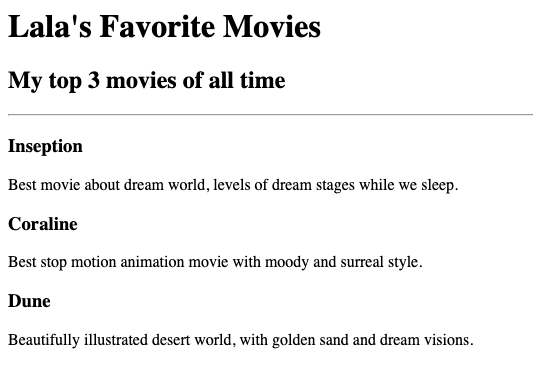 Lala's Favorite Movies
My top 3 movies of all time
Inseption
Best movie about dream world, levels of dream stages while we sleep.
Coraline
Best stop motion animation movie with moody and surreal style.
Dune
Beautifully illustrated desert world, with golden sand and dream visions.